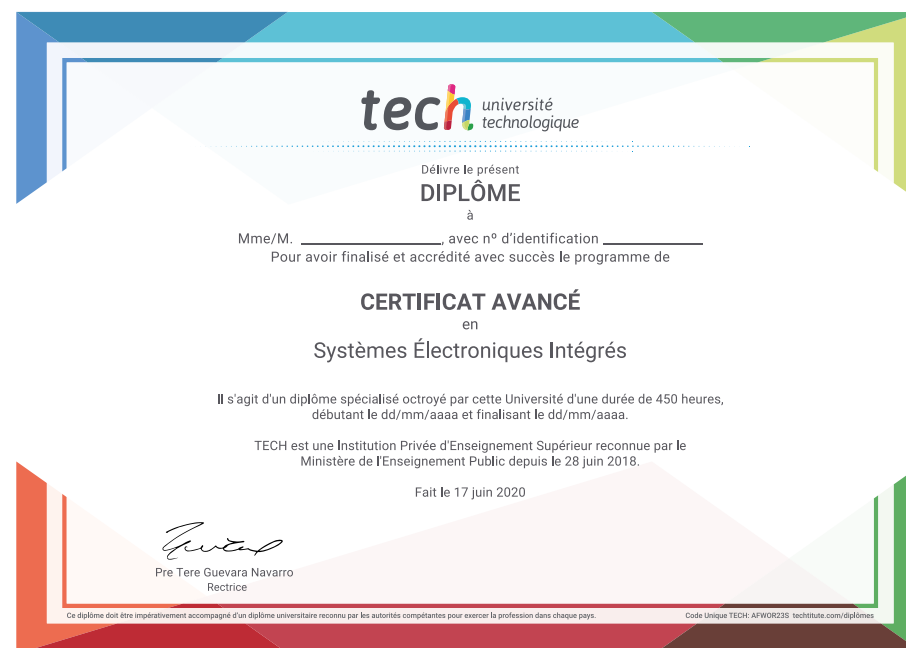 tech université
technologique
Délivre le présent
DIPLÔME
à
Mme/M. ____________________, avec nº d'identification ______________
Pour avoir finalisé et accrédité avec succès le programme de
CERTIFICAT AVANCÉ
en
Systèmes Électroniques Intégrés
Il s'agit d'un diplôme spécialisé octroyé par cette Université d'une durée de 450 heures,
débutant le dd/mm/aaaa et finalisant le dd/mm/aaaa.
TECH est une Institution Privée d'Enseignement Supérieur reconnue par le
Ministère de l'Enseignement Public depuis le 28 juin 2018.
Fait le 17 juin 2020
Pre Tere Guevara Navarro
Rectrice
Ce diplôme doit être impérativement accompagné d'un diplôme universitaire reconnu par les autorités compétantes pour exercer la profession dans chaque pays.
Code Unique TECH: AFWOR23S techtitute.com/diplômes